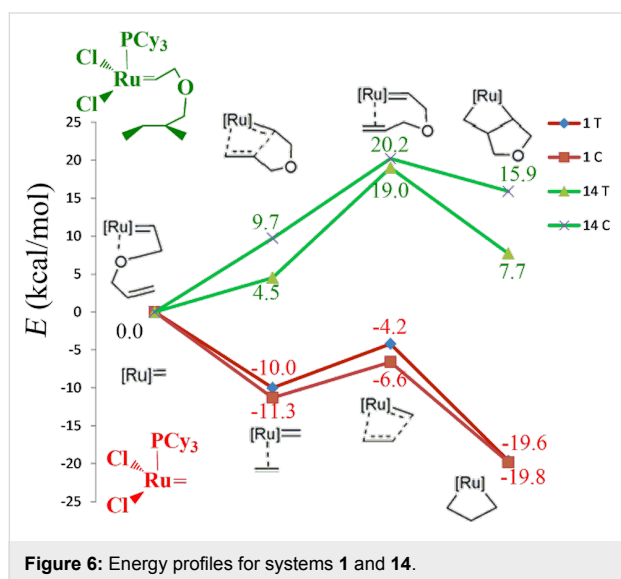 PCy3
Cl
Ru
O
Cl
[Ru]
O
[Ru]
O
[Ru]
O
25
20
15
10
5
0
-5
-10
-15
-20
-25
E (kcal/mol)
20.2
19.0
15.9
9.7
4.5
7.7
[Ru]
O
0.0
-4.2
-6.6
-10.0
-11.3
[Ru]=
[Ru]=
[Ru]
[Ru]
-19.6
-19.8
PCy3
Cl
Ru=
Cl
1 T
1 C
14 T
14 C
Figure 6: Energy profiles for systems 1 and 14.